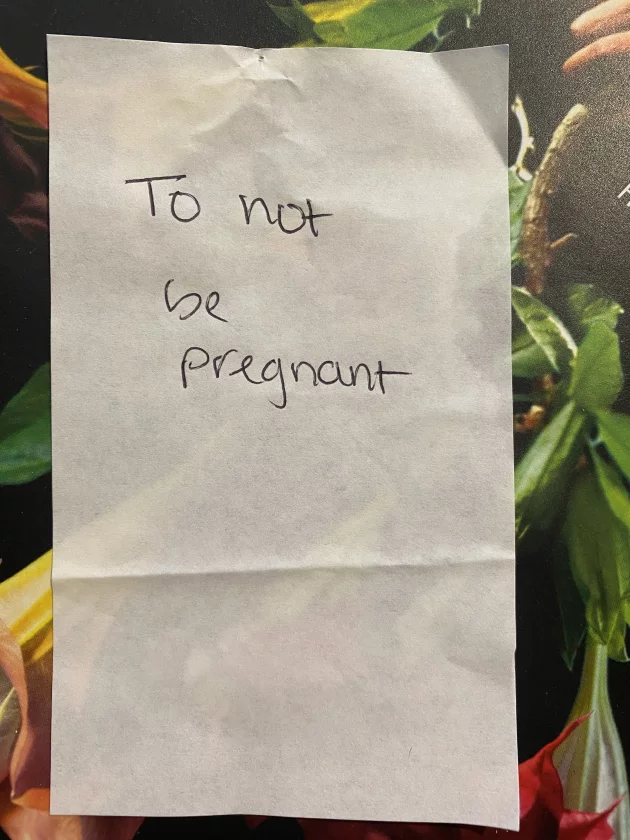 To not
be
pregnant